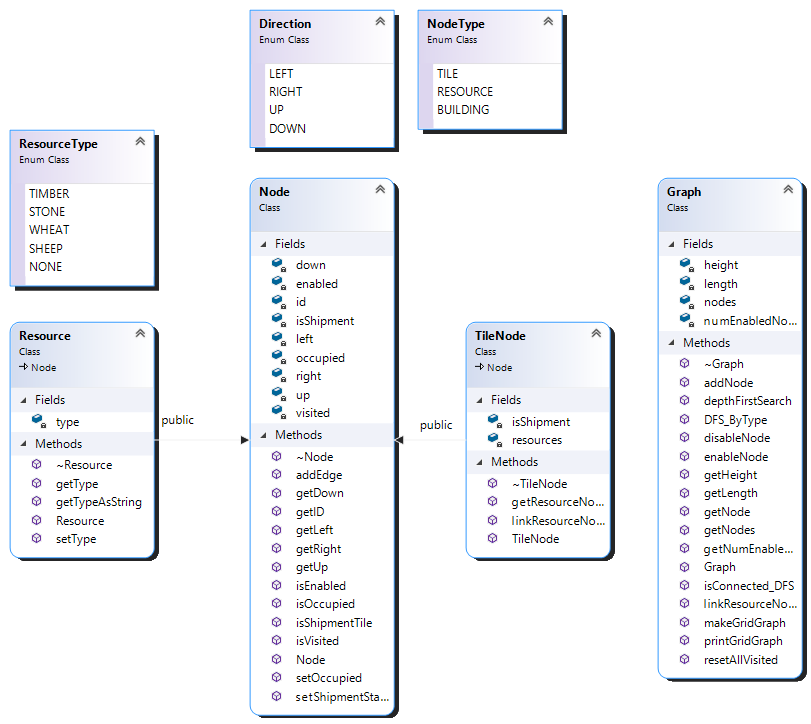 Direction
Enum Class
LEFT
RIGHT
UP
DOWN
NodeType
Enum Class
TILE
RESOURCE
BUILDING
ResourceType
Enum Class
TIMBER
STONE
WHEAT
SHEEP
NONE
Resource
Class
Node
Fields
type
Methods
~Resource
getType
getTypeAsString
Resource
setType
public
Node
Class
Fields
down
enabled
id
isShipment
left
occupied
right
up
visited
Methods
~Node
addEdge
getDown
getID
getLeft
getRight
getUp
isEnabled
isOccupied
isShipmentTile
isVisited
Node
setOccupied
setShipmentSta...
public
TileNode
Class
Node
Fields
isShipment
resources
Methods
~TileNode
getResourceNo...
linkResourceNo...
TileNode
Graph
Class
Fields
height
length
nodes
numEnabledNo...
Methods
~Graph
addNode
depthFirstSearch
DFS_ByType
disableNode
enableNode
getHeight
getLength
getNode
getNodes
getNumEnable...
Graph
isConnected_DFS
linkResourceNo...
makeGridGraph
printGridGraph
resetAllVisited